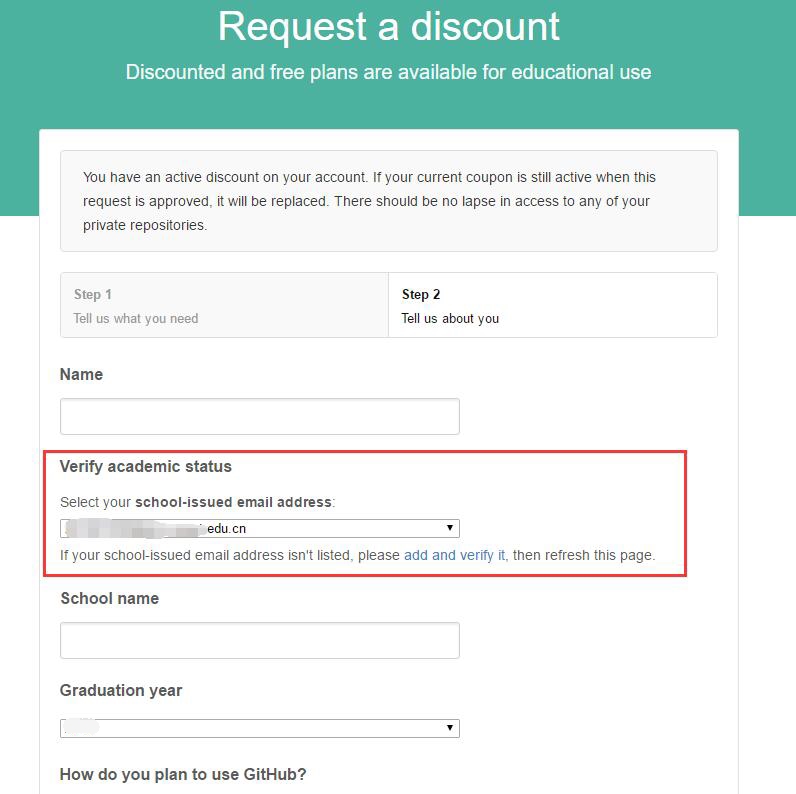 Request a discount
Discounted and free plans are available for educational use
You have an active discount on your account. If your current coupon is still active when this
request is approved, it will be replaced. There should be no lapse in access to any of your
private repositories.
Step 1
Tell us what you need
Step 2
Tell us about you
Name
Verify academic status
Select your school-issued email address:
edu.cn
If your school-issued email address isn't listed, please add and verify it, then refresh this page.
School name
Graduation year
How do you plan to use GitHub?